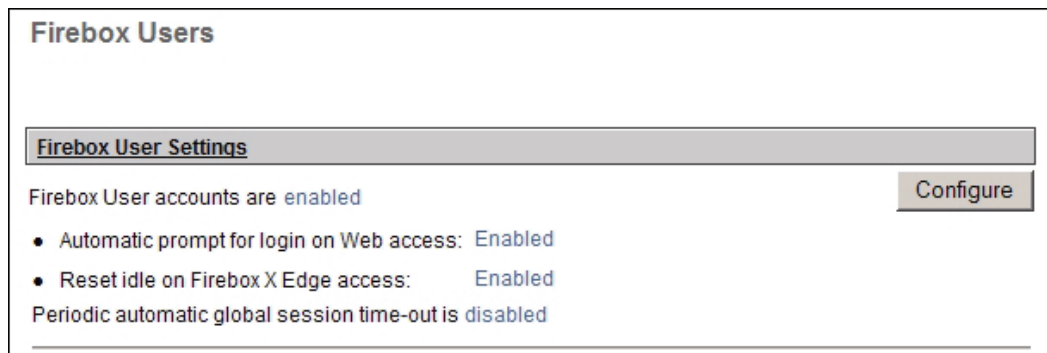 Firebox Users
Firebox User Settings
Firebox User accounts are enabled
Configure
• Automatic prompt for login on Web access: Enabled
• Reset idle on Firebox X Edge access: Enabled
Periodic automatic global session time-out is disabled